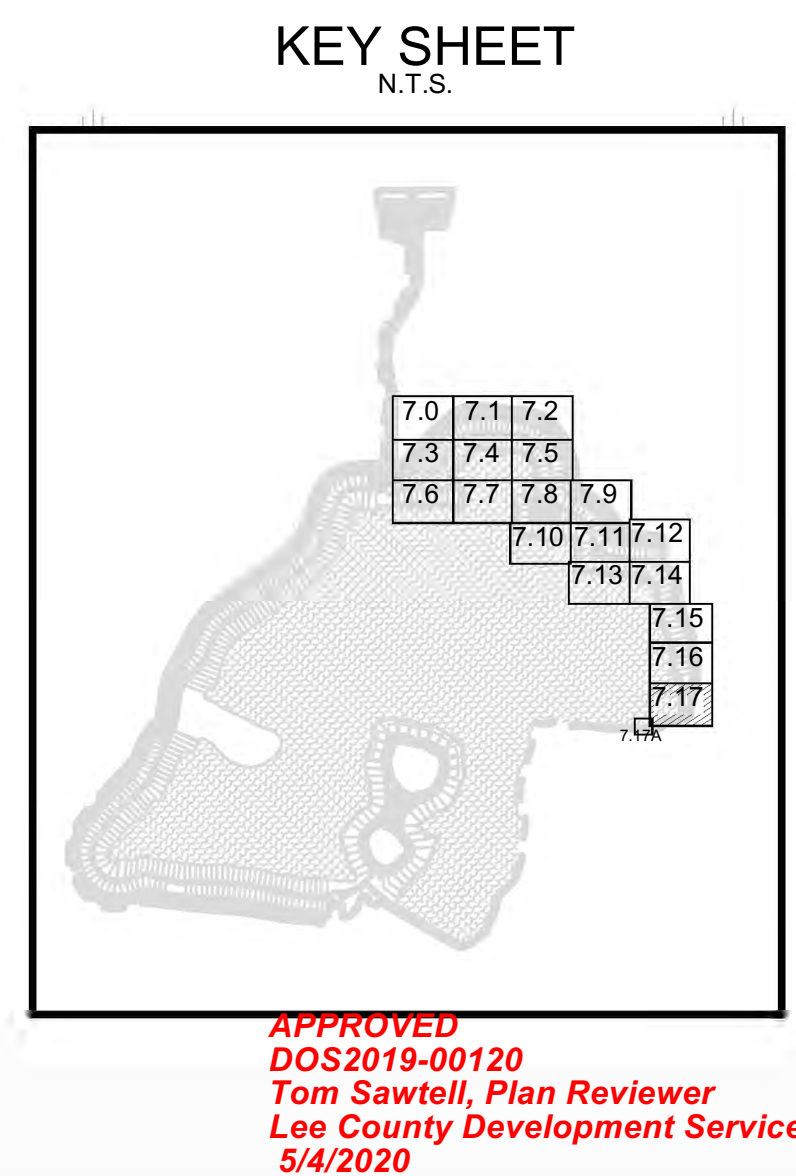 KEY SHEET
N.T.S.
7.0 7.1 7.2
7.3 7.4 7.5
7.6 7.7 7.8 7.9
7.10 7.11 7.12
7.13 7.14
7.15
7.16
7.17
7.17A
APPROVED
DOS2019-00120
Tom Sawtell, Plan Reviewer
Lee County Development Service
5/4/2020